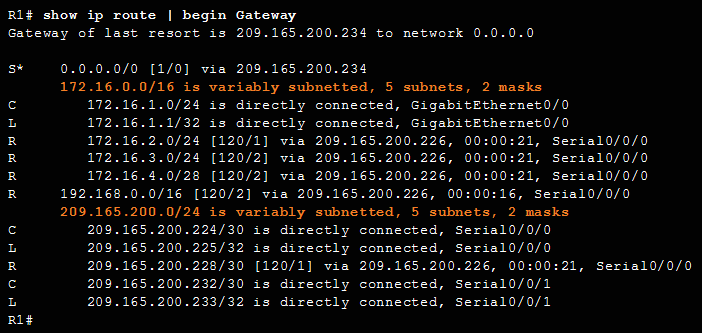 R1# show ip route | begin Gateway
Gateway of last resort is 209.165.200.234 to network 0.0.0.0
S* 0.0.0.0/0 [1/0] via 209.165.200.234
172.16.0.0/16 is variably subnetted, 5 subnets, 2 masks
C 172.16.1.0/24 is directly connected, GigabitEthernet0/0
L 172.16.1.1/32 is directly connected, GigabitEthernet0/0
R 172.16.2.0/24 [120/1] via 209.165.200.226, 00:00:21, Serial0/0/0
R 172.16.3.0/24 [120/2] via 209.165.200.226, 00:00:21, Serial0/0/0
R 172.16.4.0/28 [120/2] via 209.165.200.226, 00:00:21, Serial0/0/0
R 192.168.0.0/16 [120/2] via 209.165.200.226, 00:00:16, Serial0/0/0
209.165.200.0/24 is variably subnetted, 5 subnets, 2 masks
C 209.165.200.224/30 is directly connected, Serial0/0/0
L 209.165.200.225/32 is directly connected, Serial0/0/0
R 209.165.200.228/30 [120/1] via 209.165.200.226, 00:00:21, Serial0/0/0
C 209.165.200.232/30 is directly connected, Serial0/0/1
L 209.165.200.233/32 is directly connected, Serial0/0/1
R1#